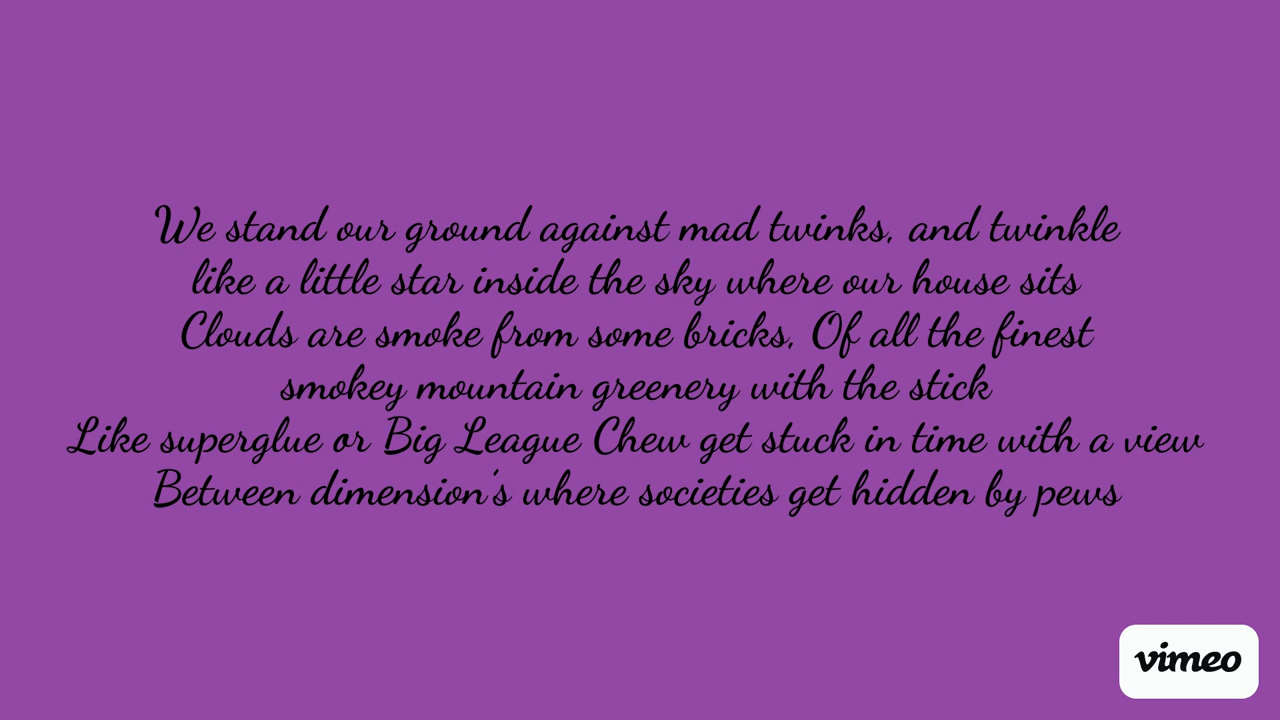 We stand our ground against mad twinks, and twinkle
like a little star inside the sky where our house sits
Clouds are smoke from some bricks, Of all the finest
smokey mountain greenery with the stick
Like superglue or Big League Chew get stuck in time with a view
Between dimension's where societies get hidden by pews
vimeo